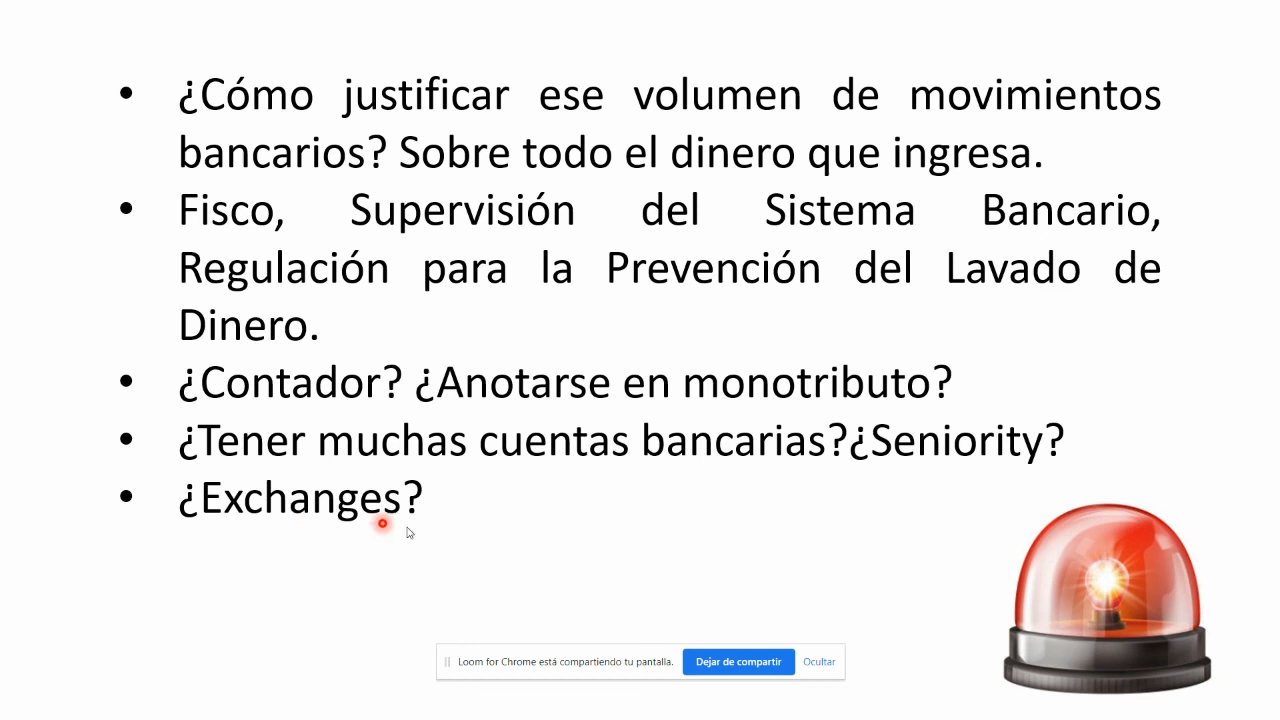 • ¿Cómo justificar ese volumen de movimientos
bancarios? Sobre todo el dinero que ingresa.
• Fisco, Supervisión del Sistema Bancario,
Regulación para la Prevención del Lavado de
Dinero.
• ¿Contador? ¿Anotarse en monotributo?
• ¿Tener muchas cuentas bancarias?¿Seniority?
• ¿Exchanges?
Loom for Chrome está compartiendo tu pantalla. Dejar de compartir Ocultar